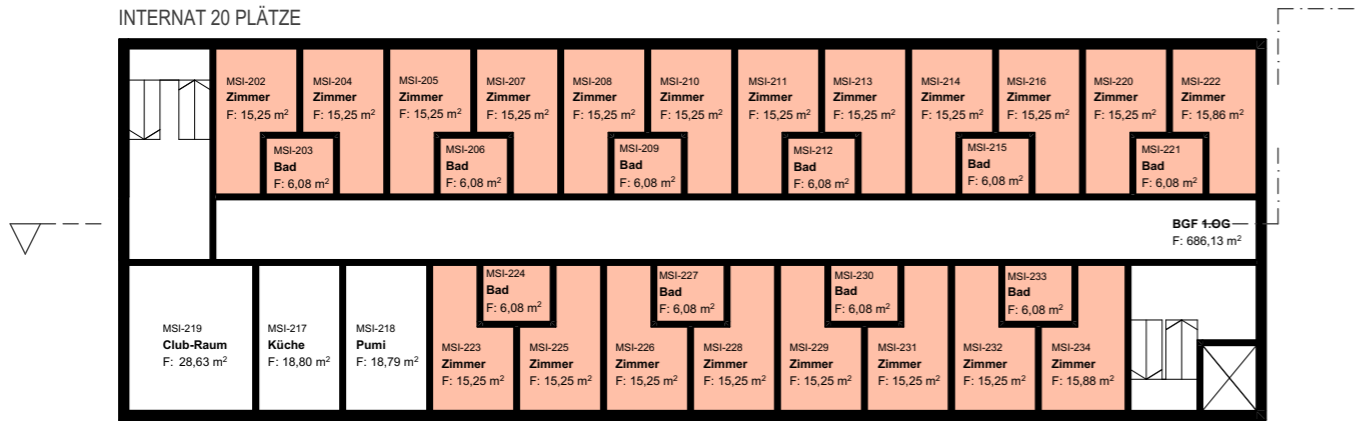 INTERNAT 20 PLÄTZE
MSI-202
Zimmer
F: 15,25 m²
MSI-204
Zimmer
F: 15,25 m²
MSI-205
Zimmer
F: 15,25 m²
MSI-207
Zimmer
F: 15,25 m²
MSI-208
Zimmer
F: 15,25 m²
MSI-210
Zimmer
F: 15,25 m²
MSI-211
Zimmer
F: 15,25 m²
MSI-213
Zimmer
F: 15,25 m²
MSI-214
Zimmer
F: 15,25 m²
MSI-216
Zimmer
F: 15,25 m²
MSI-220
Zimmer
F: 15,25 m²
MSI-222
Zimmer
F: 15,86 m²
MSI-203
Bad
F: 6,08 m²
MSI-206
Bad
F: 6,08 m²
MSI-209
Bad
F: 6,08 m²
MSI-212
Bad
F: 6,08 m²
MSI-215
Bad
F: 6,08 m²
MSI-221
Bad
F: 6,08 m²
BGF 1.OG
F: 686,13 m²
MSI-224
Bad
F: 6,08 m²
MSI-227
Bad
F: 6,08 m²
MSI-230
Bad
F: 6,08 m²
MSI-233
Bad
F: 6,08 m²
MSI-219
Club-Raum
F: 28,63 m²
MSI-217
Küche
F: 18,80 m²
MSI-218
Pumi
F: 18,79 m²
MSI-223
Zimmer
F: 15,25 m²
MSI-225
Zimmer
F: 15,25 m²
MSI-226
Zimmer
F: 15,25 m²
MSI-228
Zimmer
F: 15,25 m²
MSI-229
Zimmer
F: 15,25 m²
MSI-231
Zimmer
F: 15,25 m²
MSI-232
Zimmer
F: 15,25 m²
MSI-234
Zimmer
F: 15,88 m²